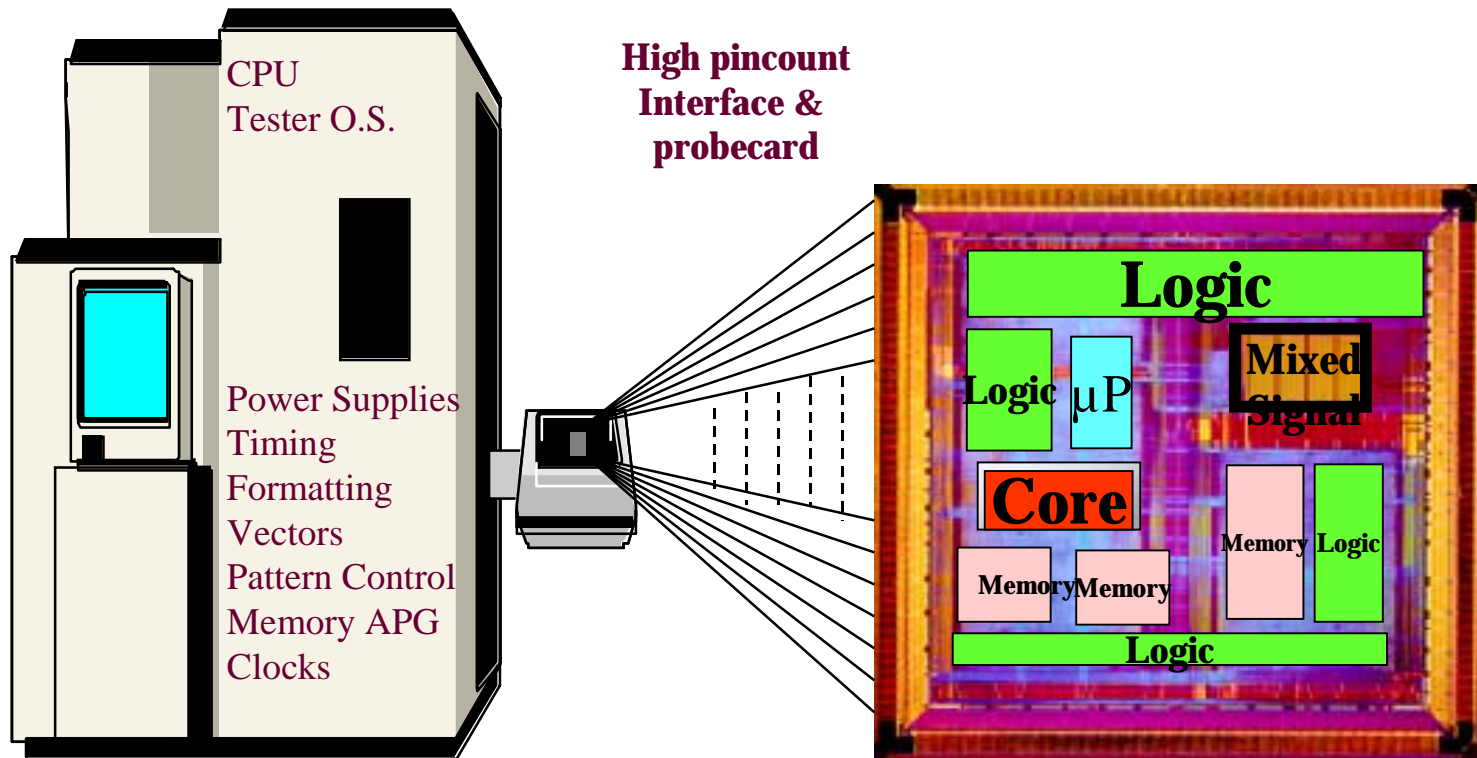 CPU
Tester O.S.
Power Supplies
Timing
Formatting
Vectors
Pattern Control
Memory APG
Clocks
High pincount
Interface &
probecard
Logic
Logic
μP
Mixed
Signal
Core
Memory
Logic
Memory
Memory
Logic